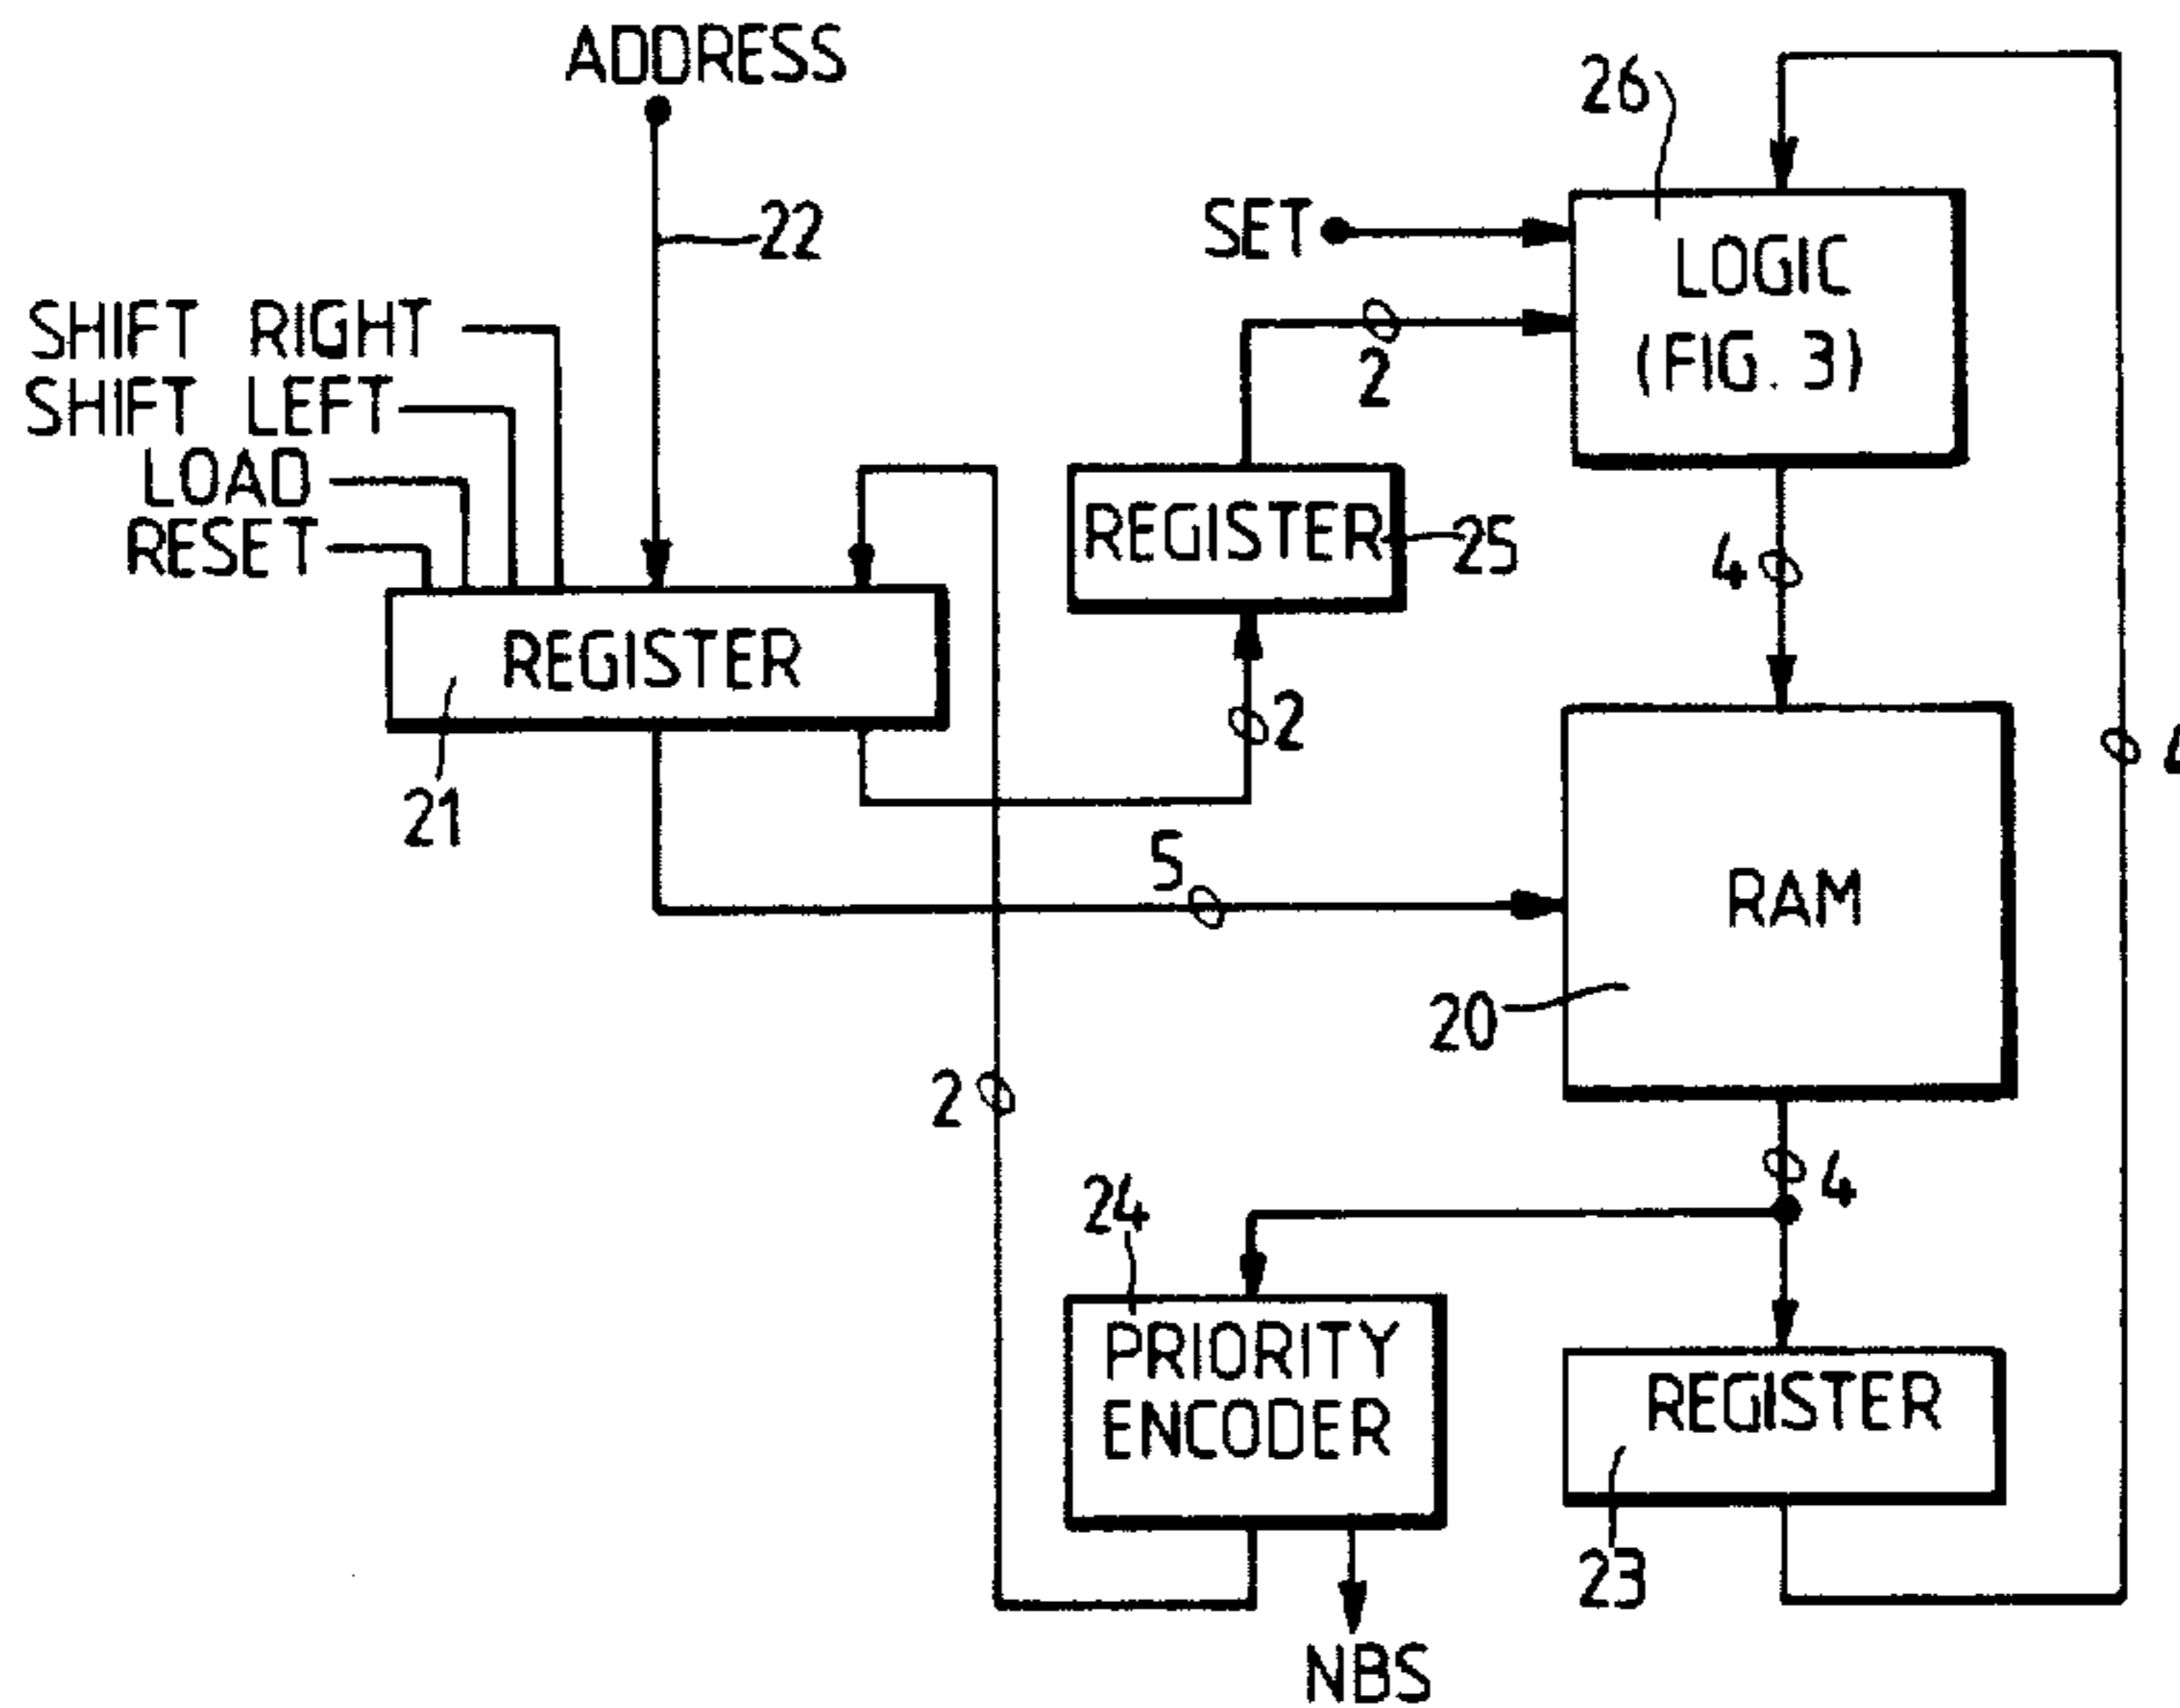 ADDRESS
26
22
SET
LOGIC
(FIG. 3)
SHIFT RIGHT
SHIFT LEFT
LOAD
RESET
2
REGISTER
25
4
REGISTER
2
21
4
5
RAM
20
2
4
24
PRIORITY
ENCODER
REGISTER
23
NBS